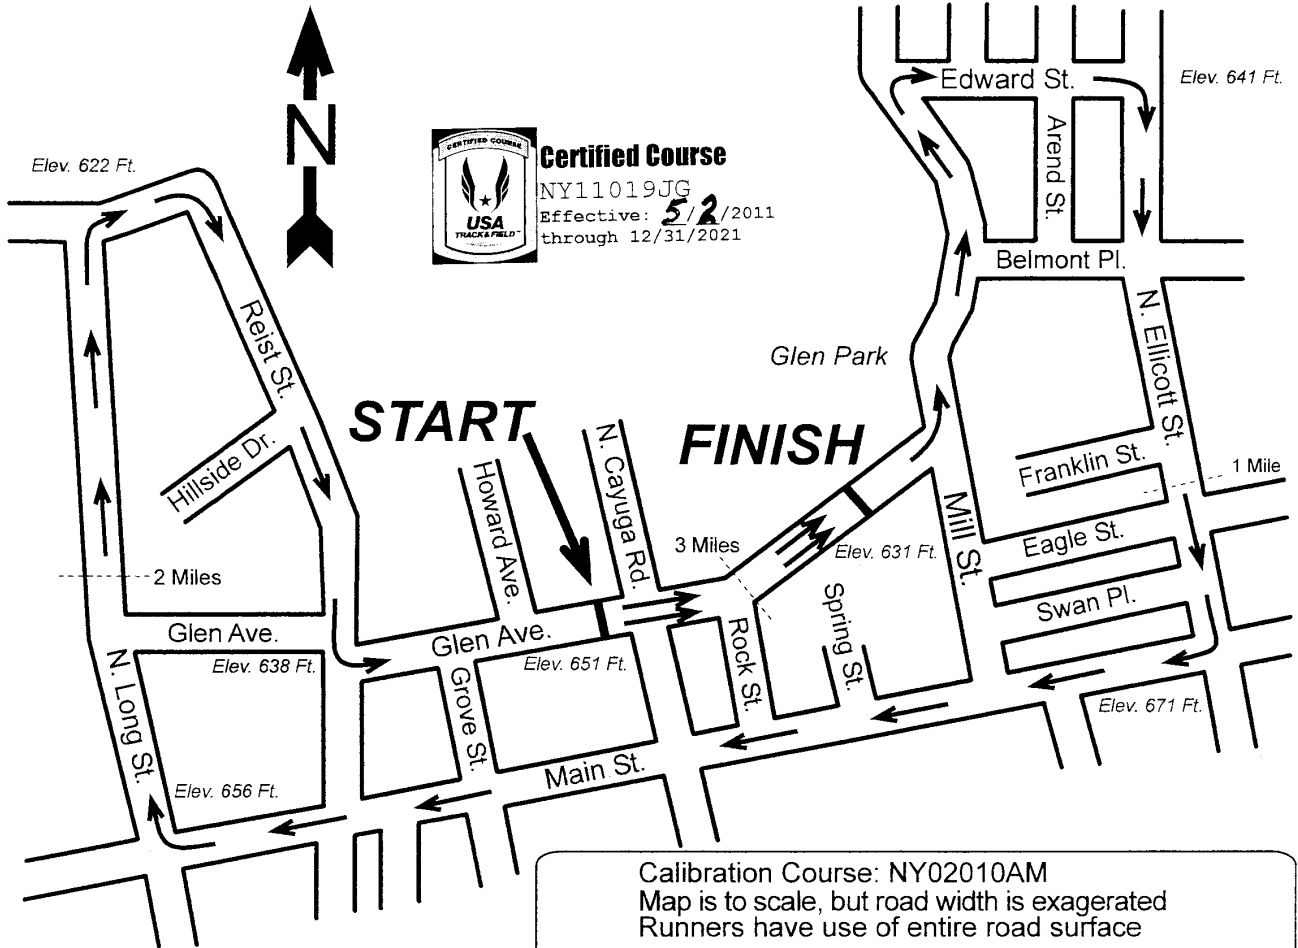 Edward St.
Elev. 641 Ft.
N
CERTIFIED COURSE
USA
TRACK & FIELD
Certified Course
NY11019JG
Effective: 5/2/2011
through 12/31/2021
Elev. 622 Ft.
Arend St.
Belmont Pl.
Reist St.
N. Ellicott St.
Glen Park
START
FINISH
Hillside Dr.
Howard Ave.
N. Cayuga Rd.
Franklin St.
1 Mile
Mill St.
Eagle St.
3 Miles
Elev. 631 Ft.
2 Miles
Swan Pl.
Spring St.
Glen Ave.
Glen Ave.
Rock St.
Elev. 638 Ft.
Elev. 651 Ft.
N. Long St.
Grove St.
Elev. 671 Ft.
Main St.
Elev. 656 Ft.
Calibration Course: NY02010AM
Map is to scale, but road width is exagerated
Runners have use of entire road surface